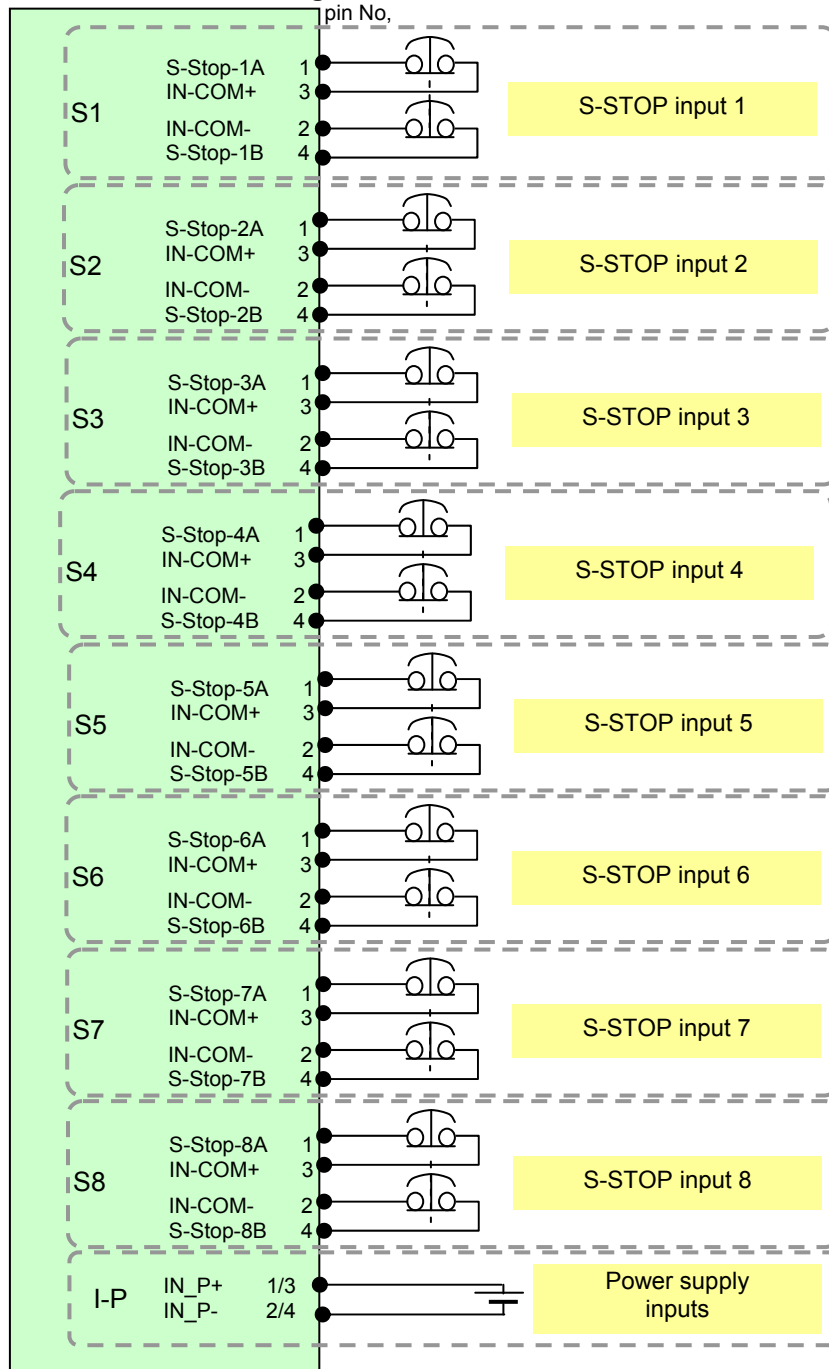 pin No,
S1
S-Stop-1A 1
IN-COM+ 3
IN-COM- 2
S-Stop-1B 4
S-STOP input 1
S2
S-Stop-2A 1
IN-COM+ 3
IN-COM- 2
S-Stop-2B 4
S-STOP input 2
S3
S-Stop-3A 1
IN-COM+ 3
IN-COM- 2
S-Stop-3B 4
S-STOP input 3
S4
S-Stop-4A 1
IN-COM+ 3
IN-COM- 2
S-Stop-4B 4
S-STOP input 4
S5
S-Stop-5A 1
IN-COM+ 3
IN-COM- 2
S-Stop-5B 4
S-STOP input 5
S6
S-Stop-6A 1
IN-COM+ 3
IN-COM- 2
S-Stop-6B 4
S-STOP input 6
S7
S-Stop-7A 1
IN-COM+ 3
IN-COM- 2
S-Stop-7B 4
S-STOP input 7
S8
S-Stop-8A 1
IN-COM+ 3
IN-COM- 2
S-Stop-8B 4
S-STOP input 8
I-P
IN_P+ 1/3
IN_P- 2/4
Power supply
inputs